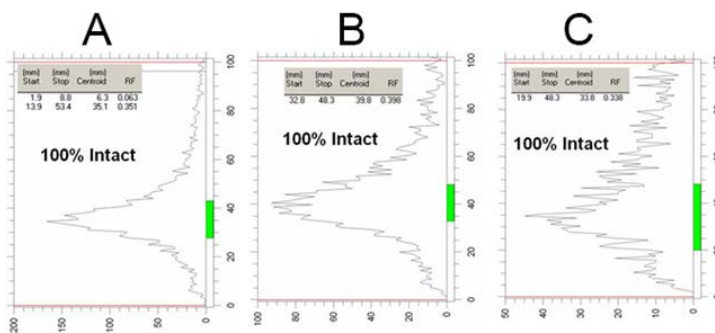 A B C
[mm] [mm] [mm]
Start Stop Centroid RF
1.9 8.8 6.3 0.063
13.9 53.4 35.1 0.351
100% Intact
200 150 100 50 0
0 20 40 60 80 100
[mm] [mm] [mm]
Start Stop Centroid RF
32.8 48.3 39.8 0.398
100% Intact
100 80 60 40 20 0
0 20 40 60 80 100
[mm] [mm] [mm]
Start Stop Centroid RF
19.9 48.3 33.8 0.338
100% Intact
50 40 30 20 10 0